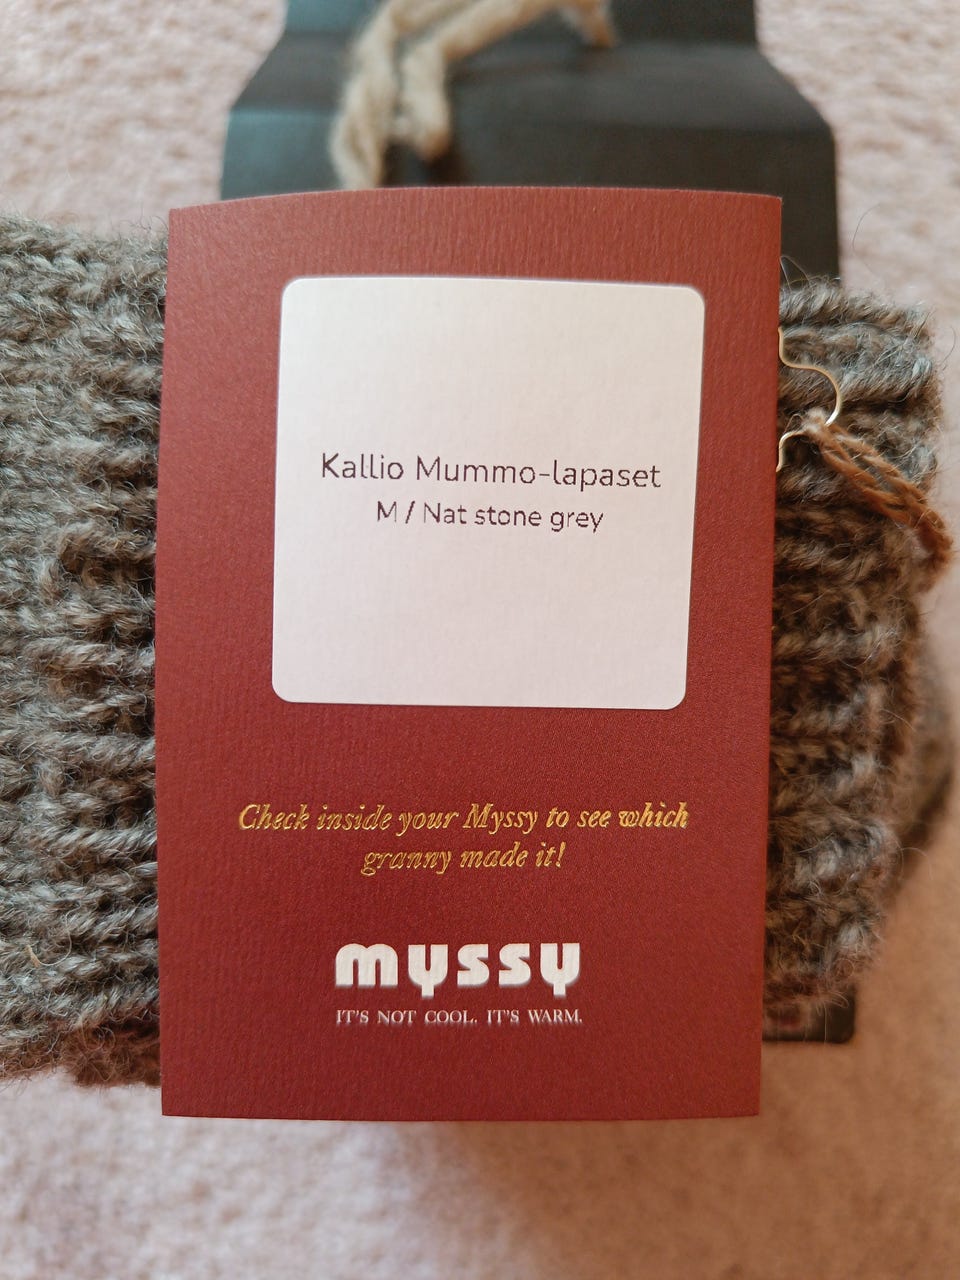 Kallio Mummo-lapaset
M / Nat stone grey
Check inside your Myssy to see which
granny made it!
myssy
IT'S NOT COOL. IT'S WARM.